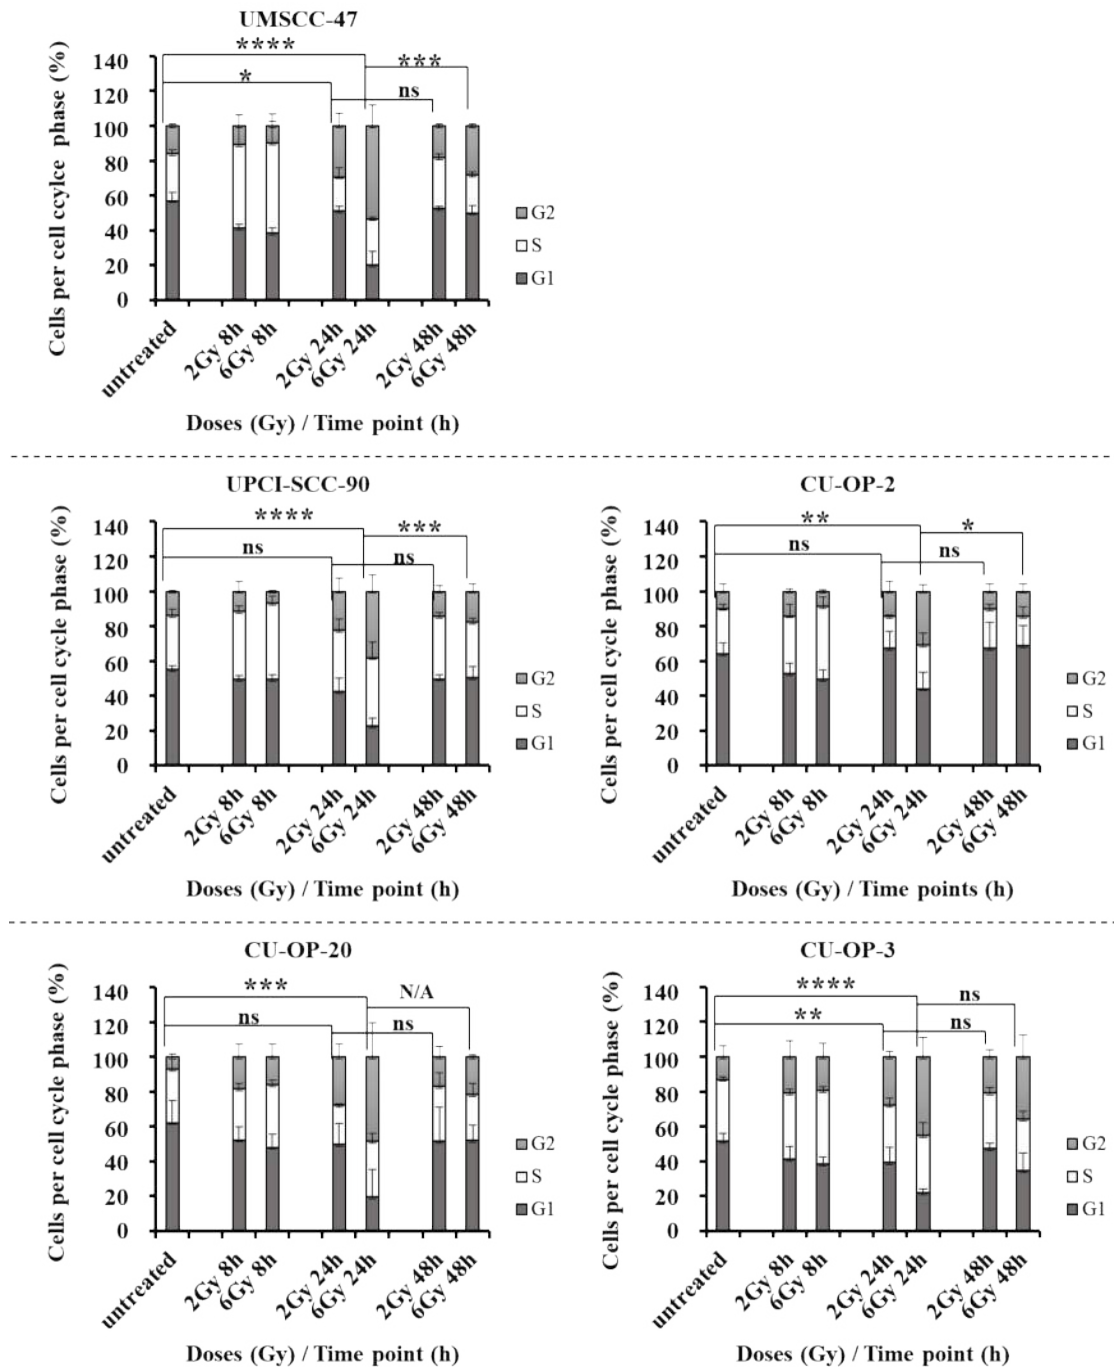 UMSCC-47
Cells per cell ccylce phase (%)
140
120
100
80
60
40
20
0
****
*
***
ns
G2
S
G1
untreated
2Gy 8h
6Gy 8h
2Gy 24h
6Gy 24h
2Gy 48h
6Gy 48h
Doses (Gy) / Time point (h)
UPCI-SCC-90
Cells per cell cycle phase (%)
140
120
100
80
60
40
20
0
****
ns
***
ns
G2
S
G1
untreated
2Gy 8h
6Gy 8h
2Gy 24h
6Gy 24h
2Gy 48h
6Gy 48h
Doses (Gy) / Time point (h)
CU-OP-2
Cells per cell cycle phase (%)
140
120
100
80
60
40
20
0
**
ns
*
ns
G2
S
G1
untreated
2Gy 8h
6Gy 8h
2Gy 24h
6Gy 24h
2Gy 48h
6Gy 48h
Doses (Gy) / Time points (h)
CU-OP-20
Cells per cell cycle phase (%)
140
120
100
80
60
40
20
0
***
ns
N/A
ns
G2
S
G1
untreated
2Gy 8h
6Gy 8h
2Gy 24h
6Gy 24h
2Gy 48h
6Gy 48h
Doses (Gy) / Time point (h)
CU-OP-3
Cells per cell cycle phase (%)
140
120
100
80
60
40
20
0
****
**
ns
ns
G2
S
G1
untreated
2Gy 8h
6Gy 8h
2Gy 24h
6Gy 24h
2Gy 48h
6Gy 48h
Doses (Gy) / Time point (h)